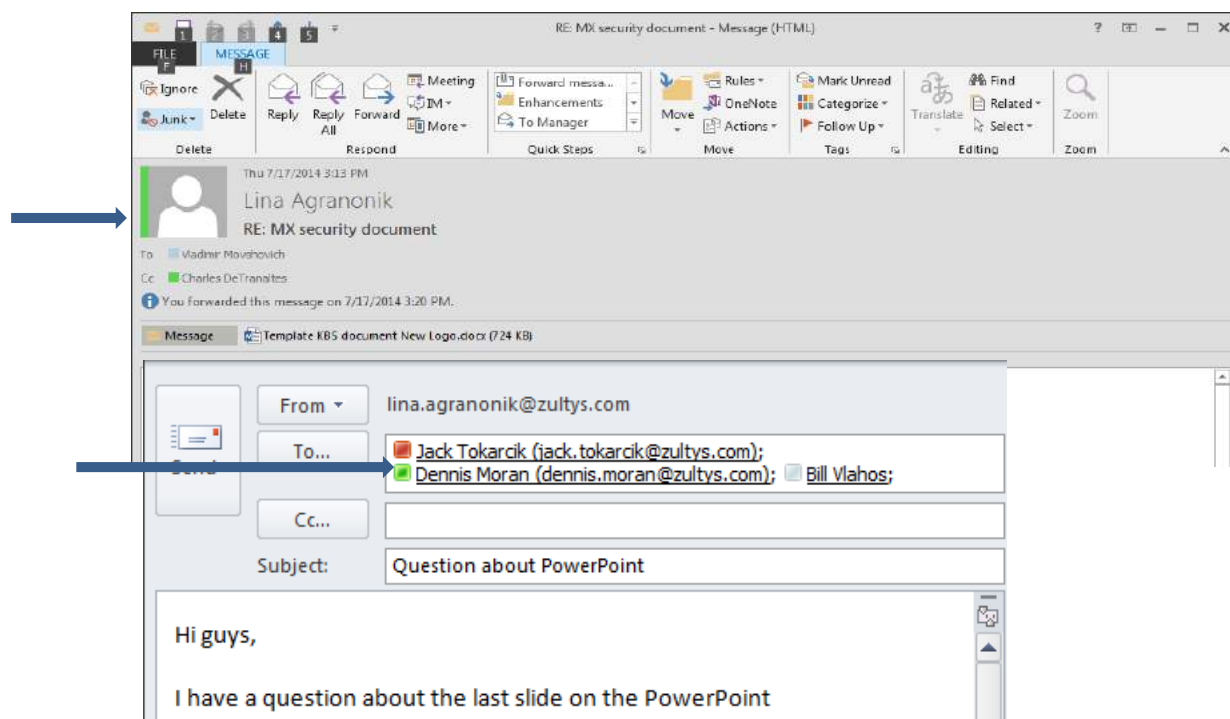 1 2 3 4 5 RE: MX security document - Message (HTML) ?
FILE MESSAGE
F H
Ignore Delete Reply Reply All Forward Meeting Forward messa... Move Rules Mark Unread Translate Find Zoom
Junk IM Enhancements OneNote Categorize Related
More To Manager Actions Follow Up Select
Delete Respond Quick Steps Move Tags Editing Zoom
Thu 7/17/2014 3:13 PM
Lina Agranonik
RE: MX security document
To Vladimir Movshovich
Cc Charles DeTranaltes
You forwarded this message on 7/17/2014 3:20 PM.
Message Template KBS document New Logo.docx (724 KB)
From lina.agranonik@zultys.com
To... Jack Tokarcik (jack.tokarcik@zultys.com);
Dennis Moran (dennis.moran@zultys.com); Bill Vlahos;
Cc...
Subject: Question about PowerPoint
Hi guys,
I have a question about the last slide on the PowerPoint